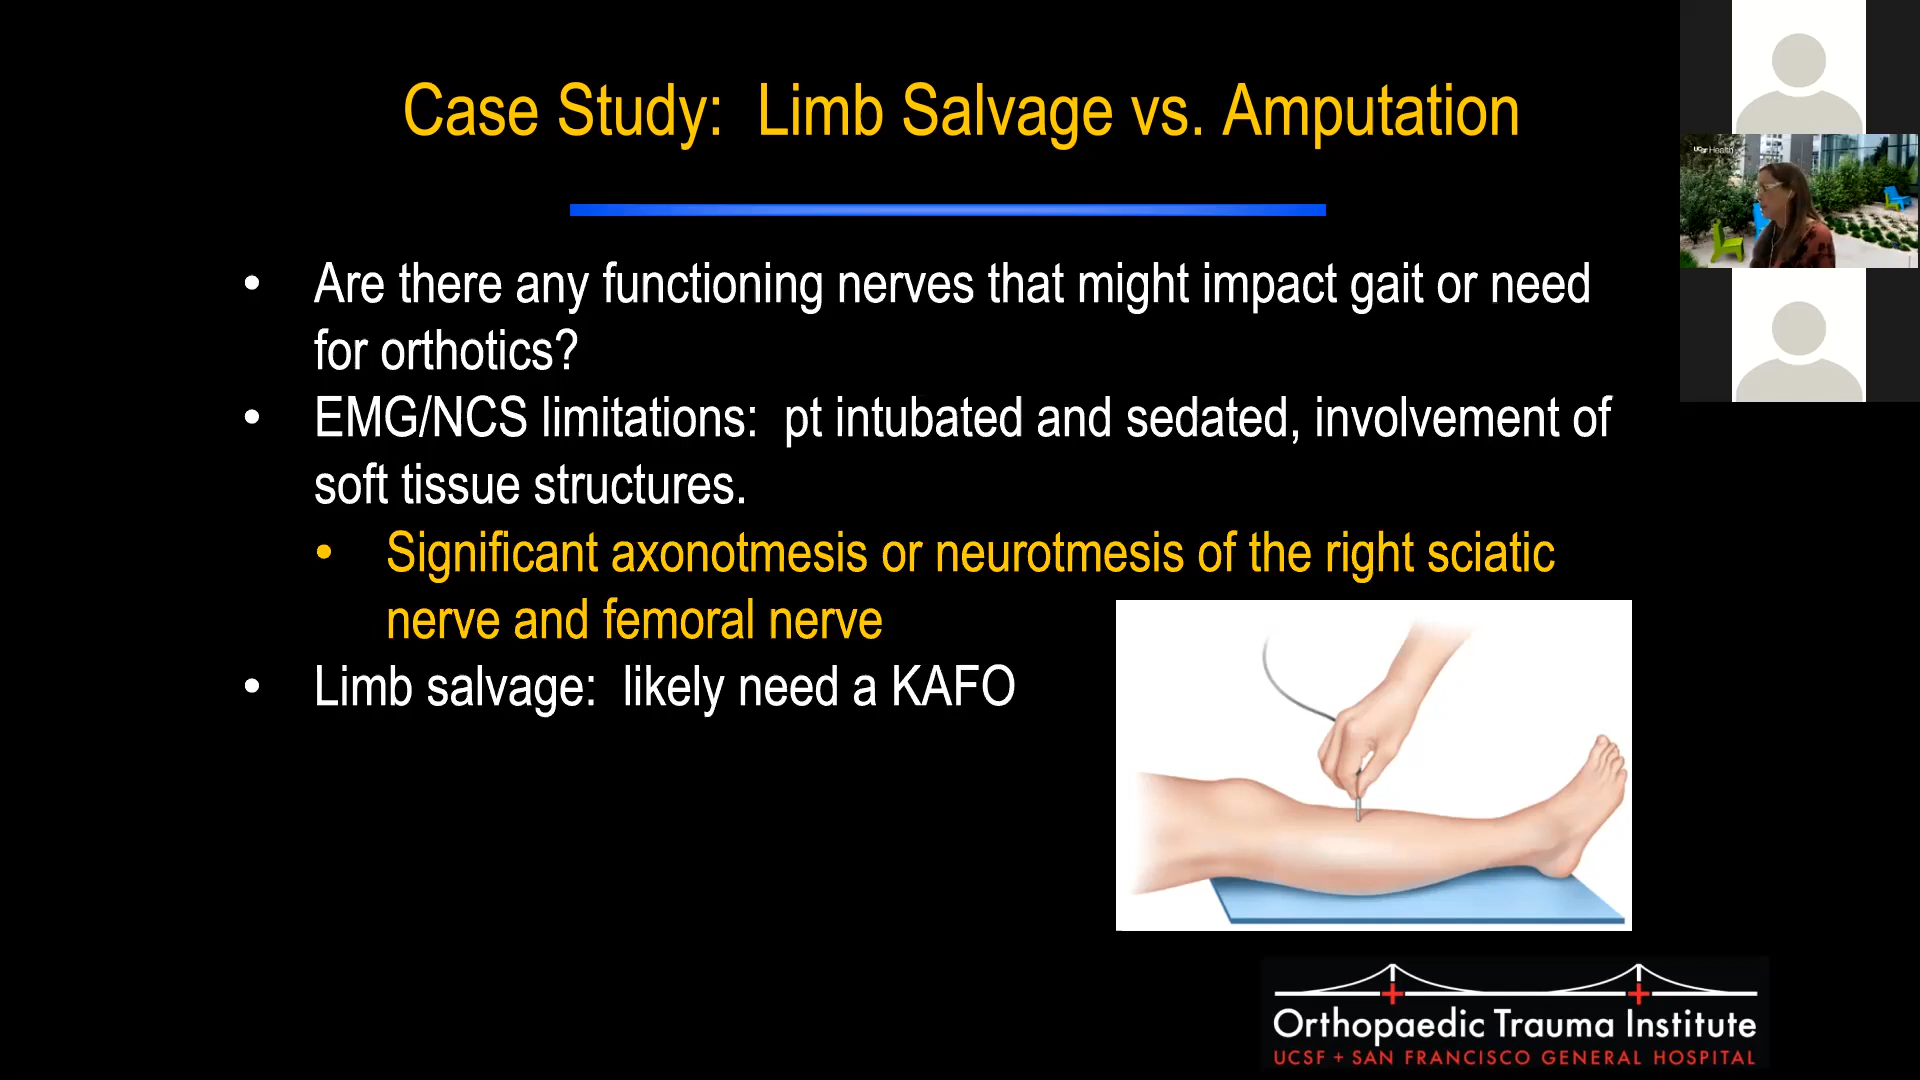 Case Study: Limb Salvage vs. Amputation
• Are there any functioning nerves that might impact gait or need
for orthotics?
• EMG/NCS limitations: pt intubated and sedated, involvement of
soft tissue structures.
• Significant axonotmesis or neurotmesis of the right sciatic
nerve and femoral nerve
• Limb salvage: likely need a KAFO
UCSF Health
Orthopaedic Trauma Institute
UCSF + SAN FRANCISCO GENERAL HOSPITAL